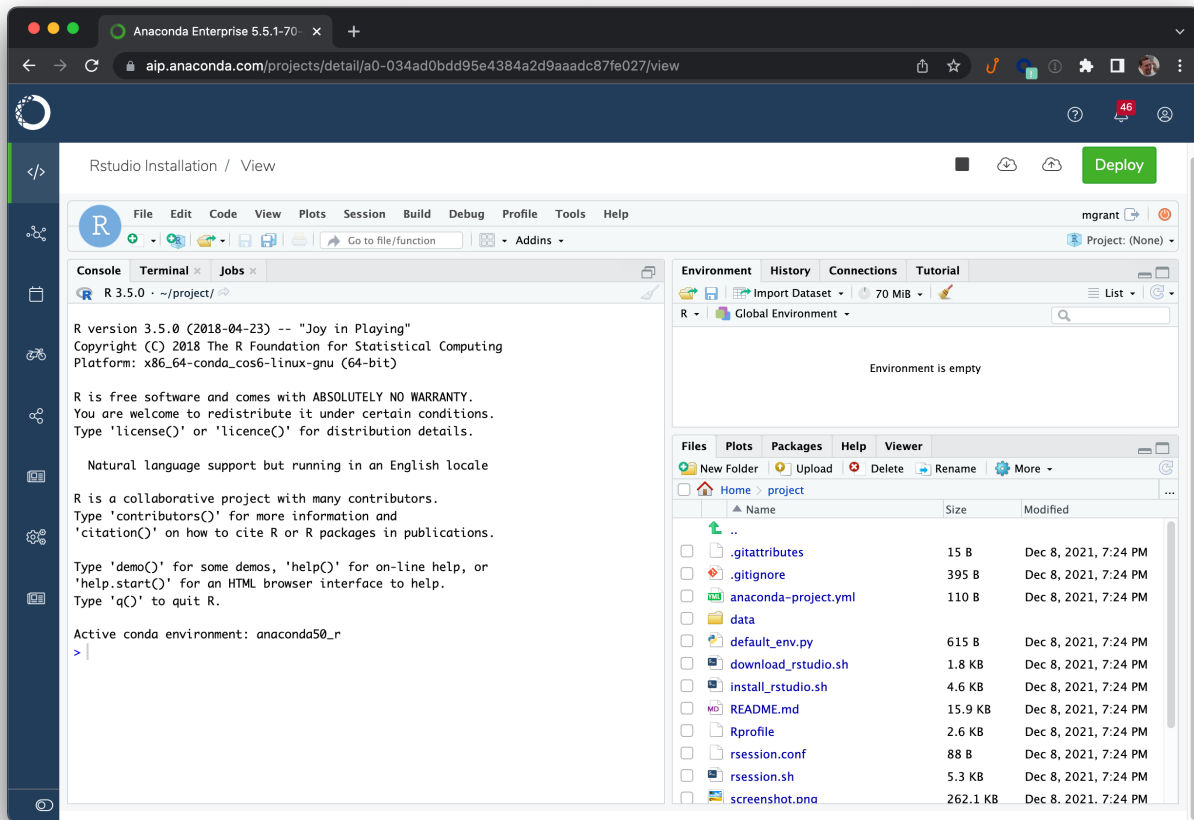 Anaconda Enterprise 5.5.1-70-
aip.anaconda.com/projects/detail/a0-034ad0bdd95e4384a2d9aaadc87fe027/view
46
Rstudio Installation / View
Deploy
R
File Edit Code View Plots Session Build Debug Profile Tools Help
mgrant
Go to file/function
Addins
Project: (None)
Console Terminal Jobs
R 3.5.0 · ~/project/
R version 3.5.0 (2018-04-23) -- "Joy in Playing"
Copyright (C) 2018 The R Foundation for Statistical Computing
Platform: x86_64-conda_cos6-linux-gnu (64-bit)
R is free software and comes with ABSOLUTELY NO WARRANTY.
You are welcome to redistribute it under certain conditions.
Type 'license()' or 'licence()' for distribution details.
Natural language support but running in an English locale
R is a collaborative project with many contributors.
Type 'contributors()' for more information and
'citation()' on how to cite R or R packages in publications.
Type 'demo()' for some demos, 'help()' for on-line help, or
'help.start()' for an HTML browser interface to help.
Type 'q()' to quit R.
Active conda environment: anaconda50_r
>
Environment History Connections Tutorial
Import Dataset 70 MiB List
R Global Environment
Environment is empty
Files Plots Packages Help Viewer
New Folder Upload Delete Rename More
Home > project ...
Name Size Modified
..
.gitattributes 15 B Dec 8, 2021, 7:24 PM
.gitignore 395 B Dec 8, 2021, 7:24 PM
anaconda-project.yml 110 B Dec 8, 2021, 7:24 PM
data
default_env.py 615 B Dec 8, 2021, 7:24 PM
download_rstudio.sh 1.8 KB Dec 8, 2021, 7:24 PM
install_rstudio.sh 4.6 KB Dec 8, 2021, 7:24 PM
README.md 15.9 KB Dec 8, 2021, 7:24 PM
Rprofile 2.6 KB Dec 8, 2021, 7:24 PM
rsession.conf 88 B Dec 8, 2021, 7:24 PM
rsession.sh 5.3 KB Dec 8, 2021, 7:24 PM
screenshot.png 262.1 KB Dec 8, 2021, 7:24 PM